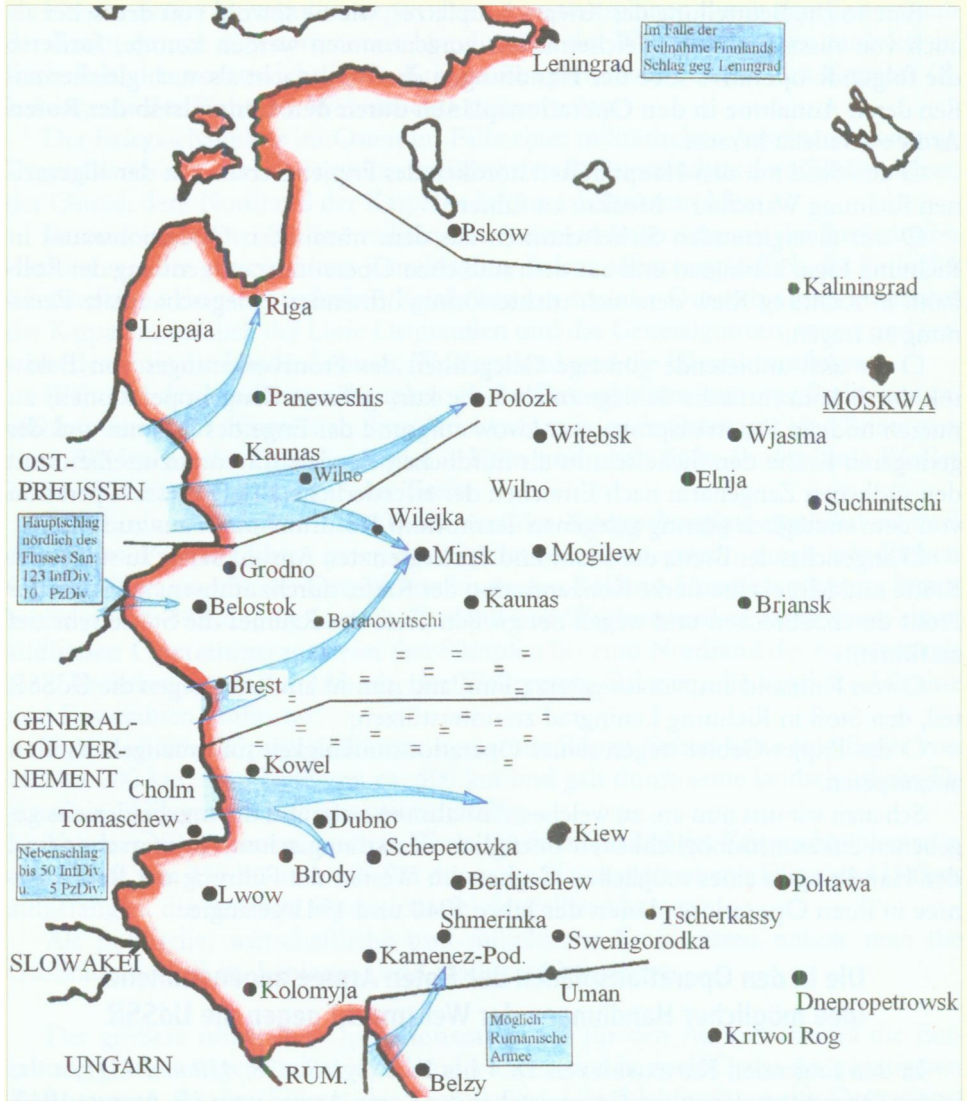 Im Falle der
Teilnahme Finnlands
Schlag geg. Leningrad
Leningrad
Pskow
Kaliningrad
Riga
Liepaja
MOSKWA
Paneweshis
Polozk
Witebsk
Wjasma
Kaunas
OST-
PREUSSEN
Wilno
Wilno
Elnja
Suchinitschi
Wilejka
Hauptschlag
nördlich des
Flusses San:
123 InfDiv.
10 PzDiv.
Grodno
Minsk
Mogilew
Belostok
Kaunas
Brjansk
Baranowitschi
Brest
GENERAL-
GOUVER-
NEMENT
Kowel
Cholm
Tomaschew
Dubno
Kiew
Nebenschlag
bis 50 InfDiv.
u. 5 PzDiv.
Brody
Schepetowka
Lwow
Berditschew
Poltawa
Shmerinka
Tscherkassy
Swenigorodka
SLOWAKEI
Kamenez-Pod.
Kolomyja
Uman
Dnepropetrowsk
Möglich:
Rumänische
Armee
Kriwoi Rog
UNGARN
RUM.
Belzy